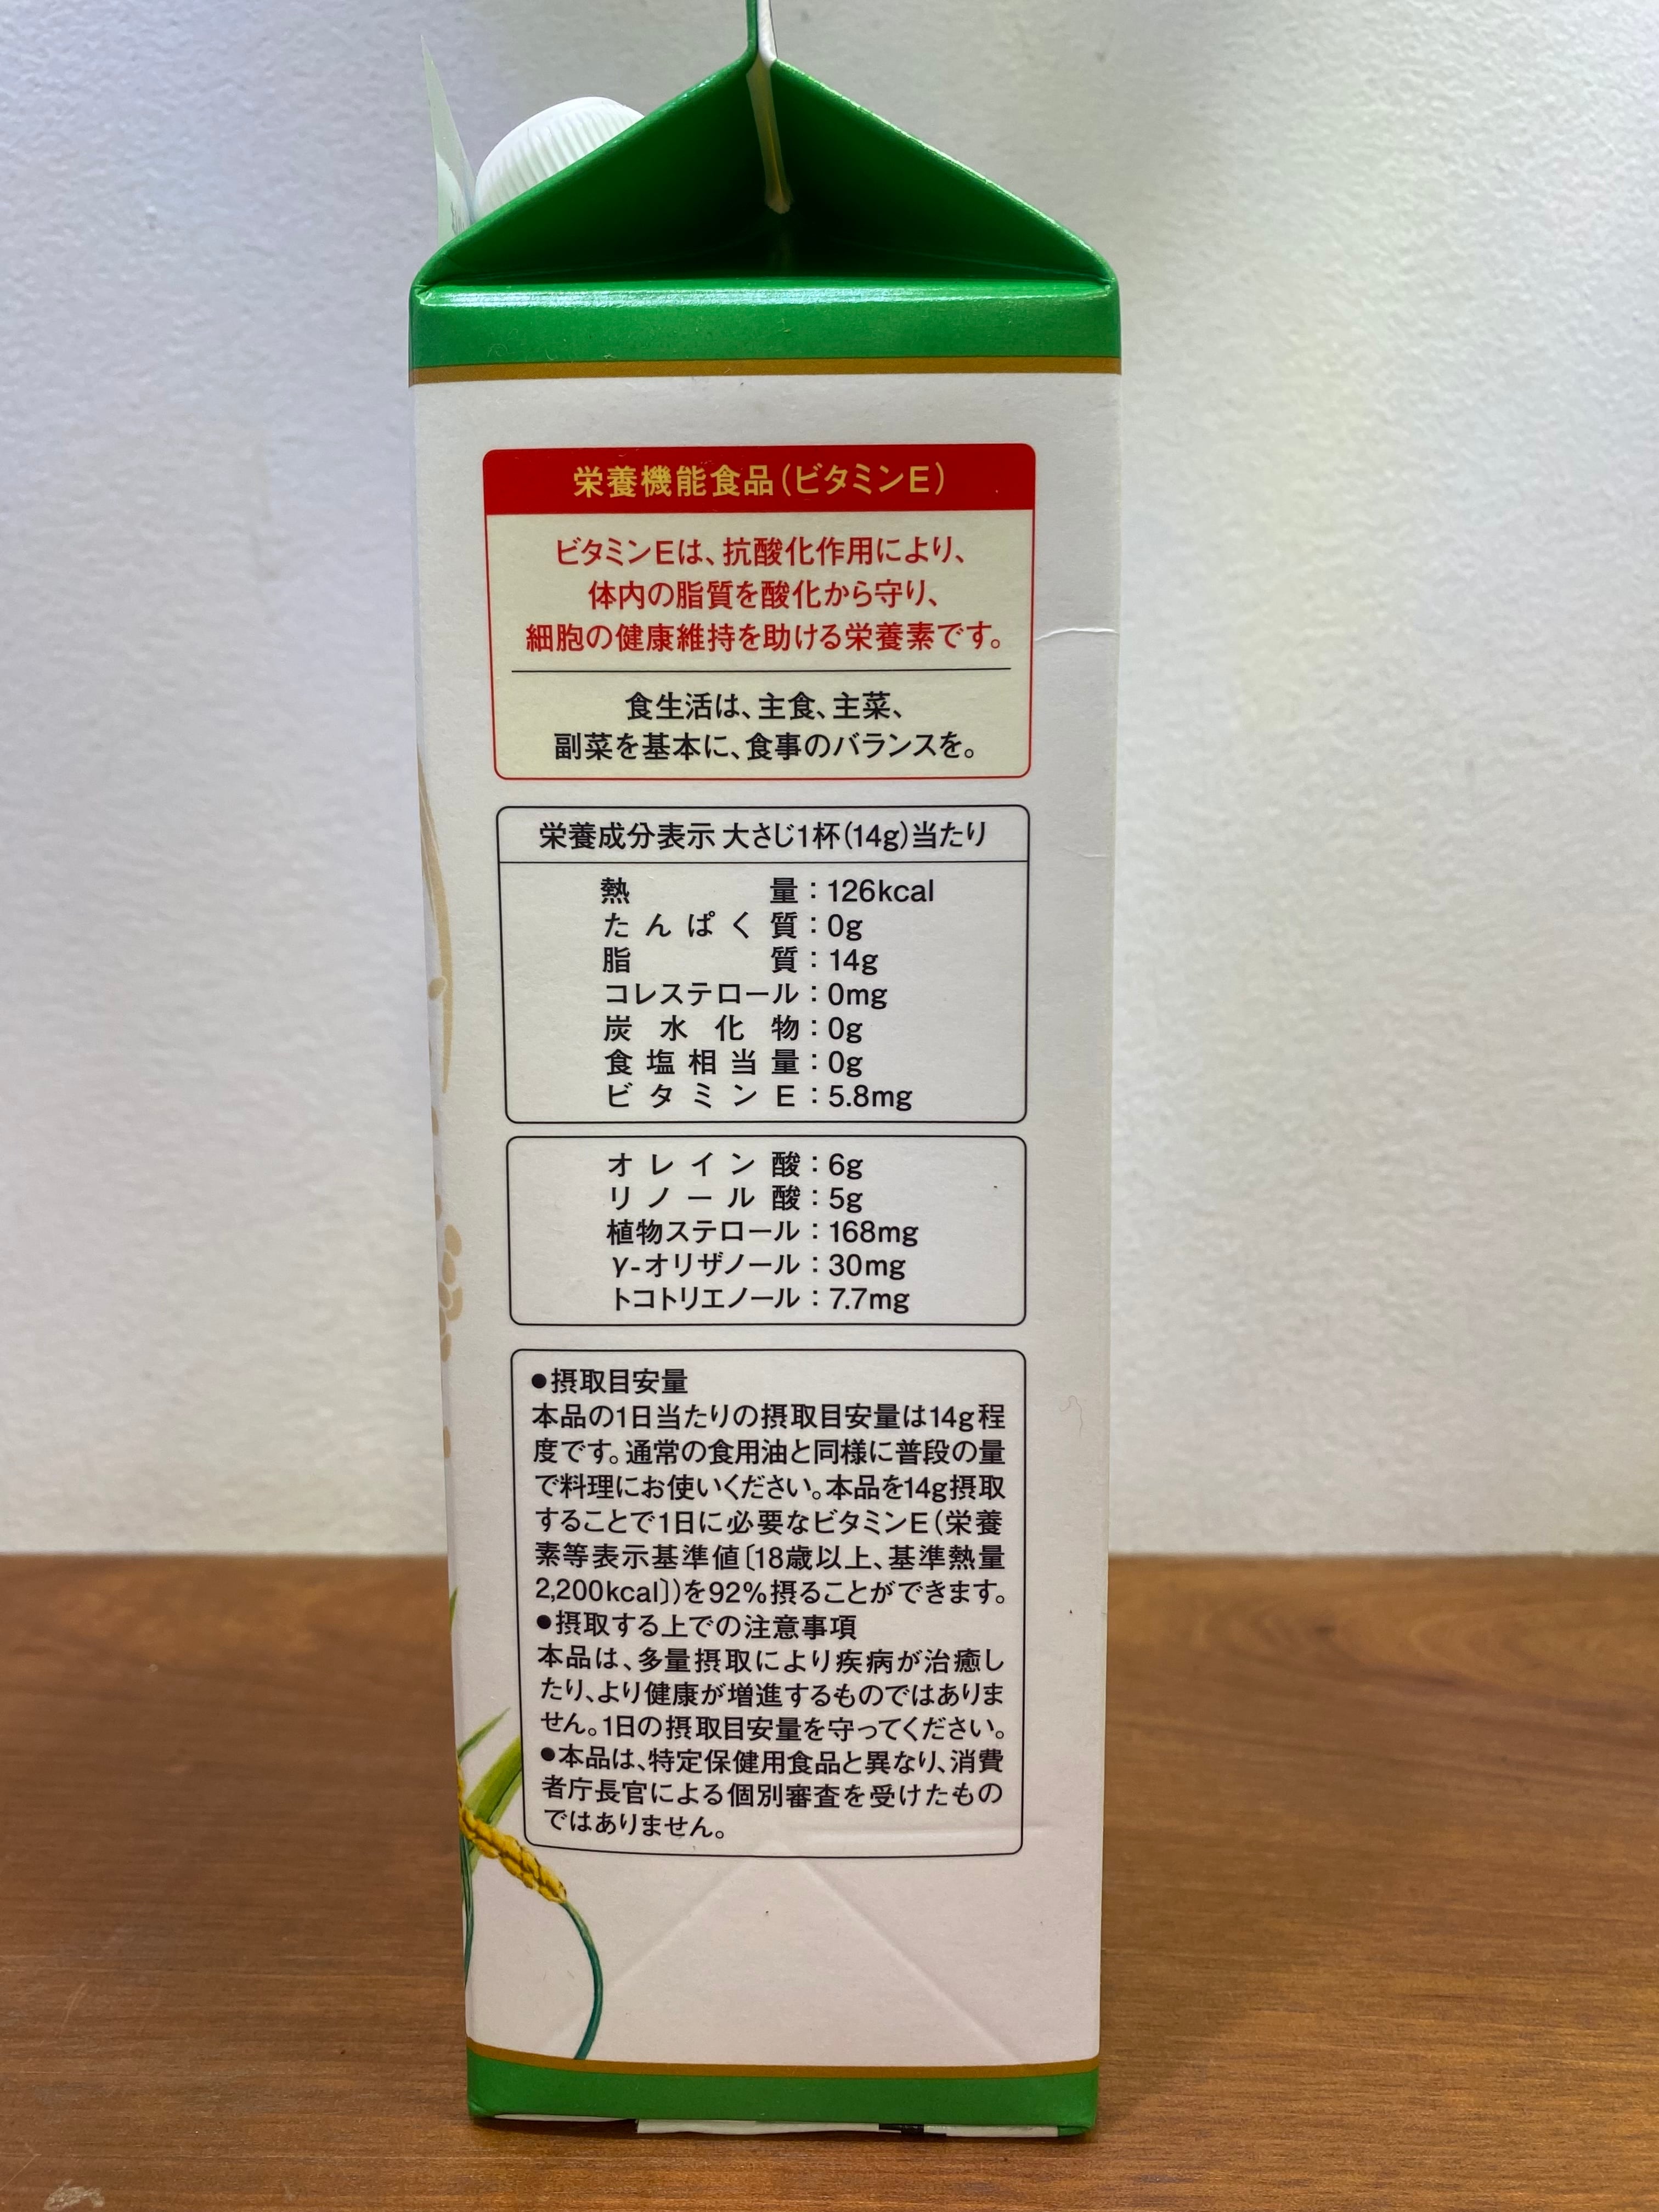 栄養機能食品(ビタミンE)
ビタミンEは、抗酸化作用により、
体内の脂質を酸化から守り、
細胞の健康維持を助ける栄養素です。
食生活は、主食、主菜、
副菜を基本に、食事のバランスを。
栄養成分表示 大さじ1杯(14g)当たり
熱量:126kcal
たんぱく質:0g
脂質:14g
コレステロール:0mg
炭水化物:0g
食塩相当量:0g
ビタミンE:5.8mg
オレイン酸:6g
リノール酸:5g
植物ステロール:168mg
γ-オリザノール:30mg
トコトリエノール:7.7mg
●摂取目安量
本品の1日当たりの摂取目安量は14g程
度です。通常の食用油と同様に普段の量
で料理にお使いください。本品を14g摂取
することで1日に必要なビタミンE(栄養
素等表示基準値〔18歳以上、基準熱量
2,200kcal〕)を92%摂ることができます。
●摂取する上での注意事項
本品は、多量摂取により疾病が治癒し
たり、より健康が増進するものではありま
せん。1日の摂取目安量を守ってください。
●本品は、特定保健用食品と異なり、消費
者庁長官による個別審査を受けたもの
ではありません。